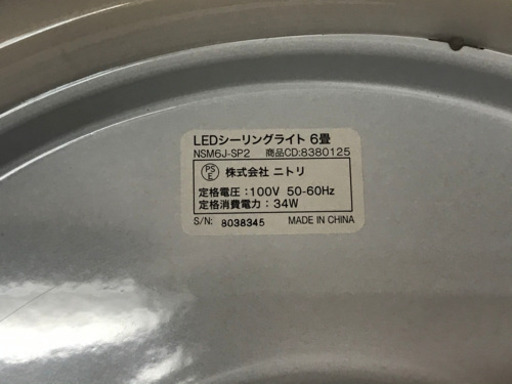 LEDシーリングライト 6畳
NSM6J-SP2 商品CD:8380125
PSE 株式会社 ニトリ
定格電圧:100V 50-60Hz
定格消費電力:34W
S/N: 8038345 MADE IN CHINA